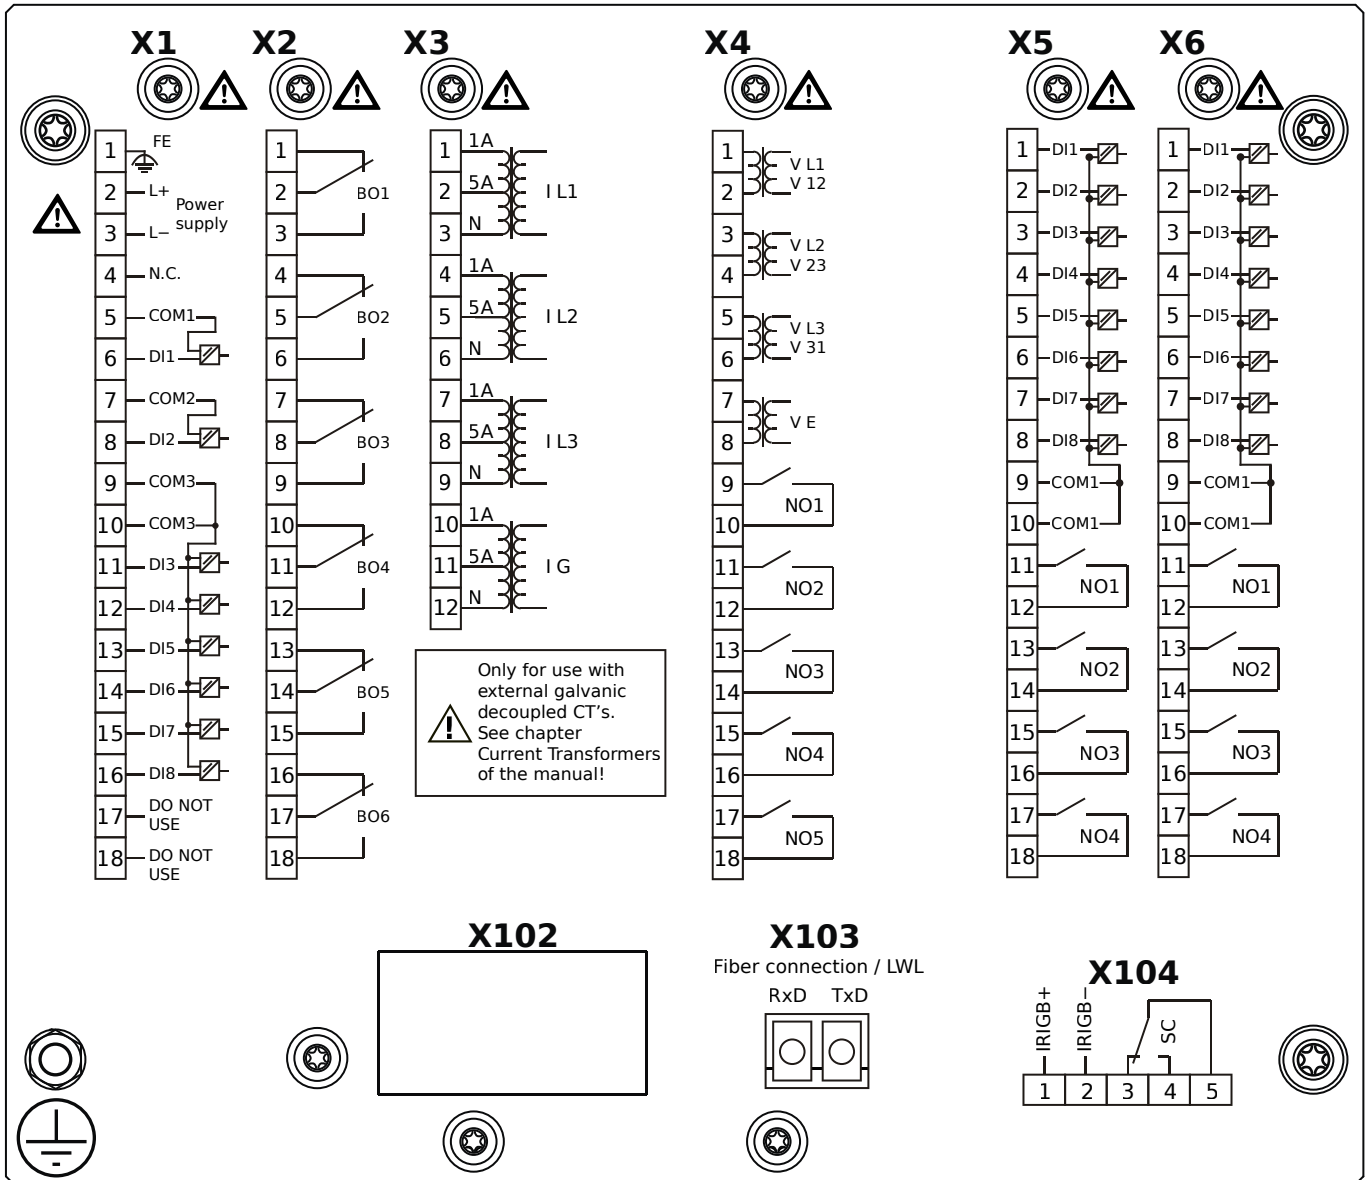 X1
1
FE
2
L+
Power
supply
3
L−
4
N.C.
5
COM1
6
DI1
7
COM2
8
DI2
9
COM3
10
COM3
11
DI3
12
DI4
13
DI5
14
DI6
15
DI7
16
DI8
17
DO NOT
USE
18
DO NOT
USE
X2
1
2
BO1
3
4
5
BO2
6
7
8
BO3
9
10
11
BO4
12
13
14
BO5
15
16
17
BO6
18
X3
1
1A
2
5A
I L1
3
N
4
1A
5
5A
I L2
6
N
7
1A
8
5A
I L3
9
N
10
1A
11
5A
I G
12
N
Only for use with
external galvanic
decoupled CT's.
See chapter
Current Transformers
of the manual!
X4
1
V L1
V 12
2
3
V L2
V 23
4
5
V L3
V 31
6
7
V E
8
9
NO1
10
11
NO2
12
13
NO3
14
15
NO4
16
17
NO5
18
X5
1
DI1
2
DI2
3
DI3
4
DI4
5
DI5
6
DI6
7
DI7
8
DI8
9
COM1
10
COM1
11
NO1
12
13
NO2
14
15
NO3
16
17
NO4
18
X6
1
DI1
2
DI2
3
DI3
4
DI4
5
DI5
6
DI6
7
DI7
8
DI8
9
COM1
10
COM1
11
NO1
12
13
NO2
14
15
NO3
16
17
NO4
18
X102
X103
Fiber connection / LWL
RxD TxD
X104
IRIGB+
IRIGB−
SC
1 2 3 4 5